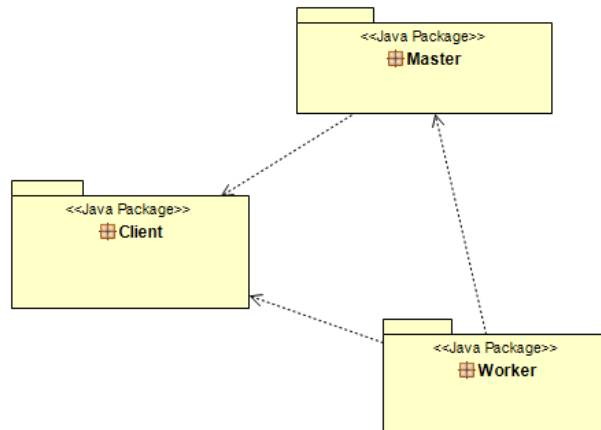 <<Java Package>>
Master
<<Java Package>>
Client
<<Java Package>>
Worker